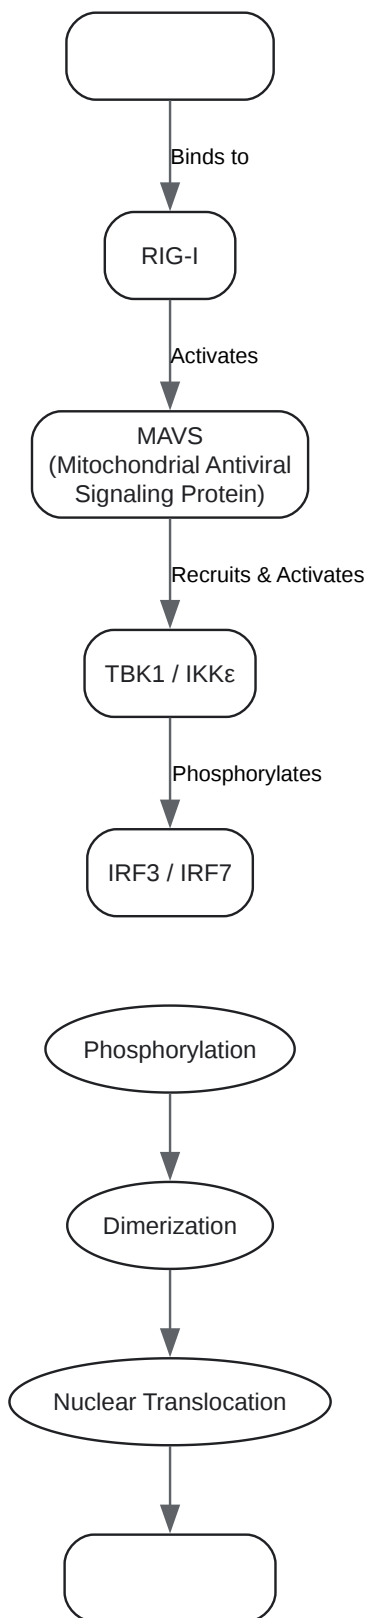 Binds to
RIG-I
Activates
MAVS
(Mitochondrial Antiviral
Signaling Protein)
Recruits & Activates
TBK1 / IKKε
Phosphorylates
IRF3 / IRF7
Phosphorylation
Dimerization
Nuclear Translocation